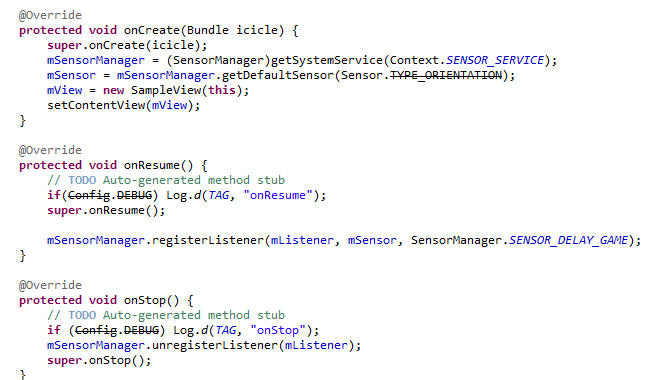 @Override
protected void onCreate(Bundle icicle) {
    super.onCreate(icicle);
    mSensorManager = (SensorManager)getSystemService(Context.SENSOR_SERVICE);
    mSensor = mSensorManager.getDefaultSensor(Sensor.TYPE_ORIENTATION);
    mView = new SampleView(this);
    setContentView(mView);
}
@Override
protected void onResume() {
    // TODO Auto-generated method stub
    if(Config.DEBUG) Log.d(TAG, "onResume");
    super.onResume();
    mSensorManager.registerListener(mListener, mSensor, SensorManager.SENSOR_DELAY_GAME);
}
@Override
protected void onStop() {
    // TODO Auto-generated method stub
    if (Config.DEBUG) Log.d(TAG, "onStop");
    mSensorManager.unregisterListener(mListener);
    super.onStop();
}